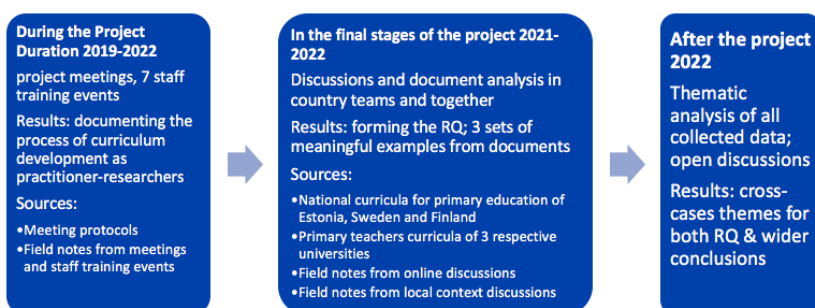 During the Project
Duration 2019-2022
project meetings, 7 staff
training events
Results: documenting the
process of curriculum
development as
practitioner-researchers
Sources:
•Meeting protocols
•Field notes from meetings
and staff training events
In the final stages of the project 2021-
2022
Discussions and document analysis in
country teams and together
Results: forming the RQ; 3 sets of
meaningful examples from documents
Sources:
•National curricula for primary education of
Estonia, Sweden and Finland
•Primary teachers curricula of 3 respective
universities
•Field notes from online discussions
•Field notes from local context discussions
After the project
2022
Thematic
analysis of all
collected data;
open discussions
Results: cross-
cases themes for
both RQ & wider
conclusions